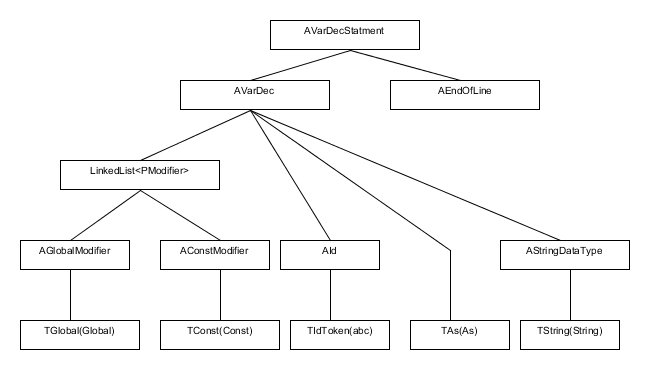 AVarDecStatment
AVarDec
AEndOfLine
LinkedList<PModifier>
AGlobalModifier
AConstModifier
AId
AStringDataType
TGlobal(Global)
TConst(Const)
TIdToken(abc)
TAs(As)
TString(String)